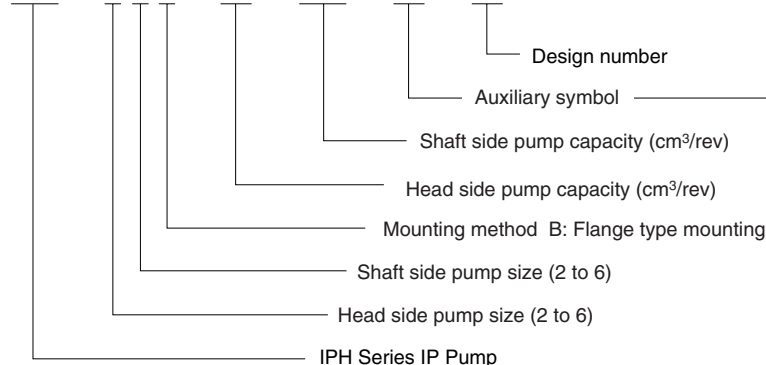 Design number
Auxiliary symbol
Shaft side pump capacity (cm³/rev)
Head side pump capacity (cm³/rev)
Mounting method B: Flange type mounting
Shaft side pump size (2 to 6)
Head side pump size (2 to 6)
IPH Series IP Pump